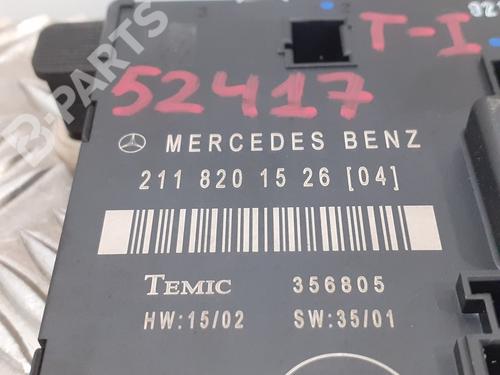 B-PARTS
T-I
52417
MERCEDES BENZ
211 820 15 26 [04]
TEMIC 356805
HW:15/02 SW:35/01